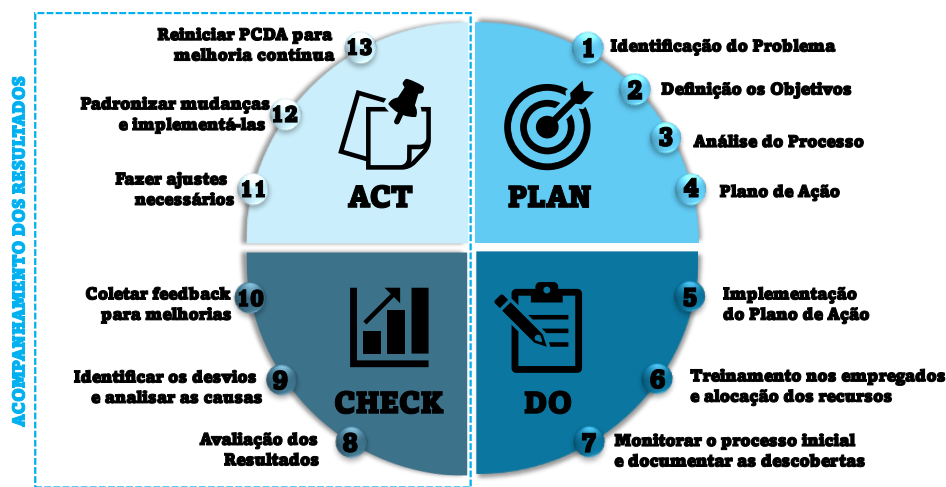 1 Identificação do Problema
2 Definição os Objetivos
3 Análise do Processo
4 Plano de Ação
PLAN
5 Implementação
do Plano de Ação
6 Treinamento nos empregados
e alocação dos recursos
7 Monitorar o processo inicial
e documentar as descobertas
DO
8 Avaliação dos
Resultados
9 Identificar os desvios
e analisar as causas
10 Coletar feedback
para melhorias
CHECK
11 Fazer ajustes
necessários
12 Padronizar mudanças
e implementá-las
13 Reiniciar PCDA para
melhoria contínua
ACT
ACOMPANHAMENTO DOS RESULTADOS